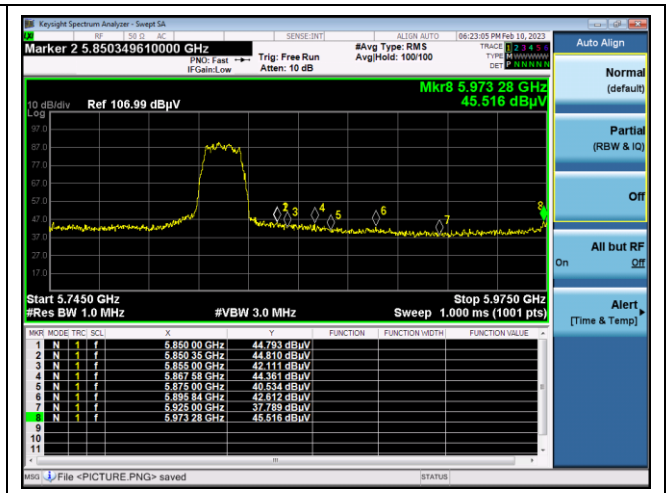 Keysight Spectrum Analyzer - Swept SA
RF 50 Ω AC SENSE:INT ALIGN AUTO 06:23:05 PM Feb 10, 2023
Marker 2 5.850349610000 GHz
PNO: Fast
IFGain:Low
Trig: Free Run
Atten: 10 dB
#Avg Type: RMS
Avg|Hold: 100/100
TRACE 1 2 3 4 5 6
TYPE M WWWWW
DET P N N N N N
Auto Align
Mkr8 5.973 28 GHz
45.516 dBµV
10 dB/div Ref 106.99 dBµV
Log
97.0
87.0
77.0
67.0
57.0
47.0
37.0
27.0
17.0
2 3 4 5 6 7 8
Start 5.7450 GHz Stop 5.9750 GHz
#Res BW 1.0 MHz #VBW 3.0 MHz Sweep 1.000 ms (1001 pts)
MKR MODE TRC SCL X Y FUNCTION FUNCTION WIDTH FUNCTION VALUE
1 N 1 f 5.850 00 GHz 44.793 dBµV
2 N 1 f 5.850 35 GHz 44.810 dBµV
3 N 1 f 5.855 00 GHz 42.111 dBµV
4 N 1 f 5.867 58 GHz 44.361 dBµV
5 N 1 f 5.875 00 GHz 40.534 dBµV
6 N 1 f 5.895 84 GHz 42.612 dBµV
7 N 1 f 5.925 00 GHz 37.789 dBµV
8 N 1 f 5.973 28 GHz 45.516 dBµV
9
10
11
MSG File <PICTURE.PNG> saved STATUS
Normal
(default)
Partial
(RBW & IQ)
Off
All but RF
On Off
Alert
[Time & Temp]